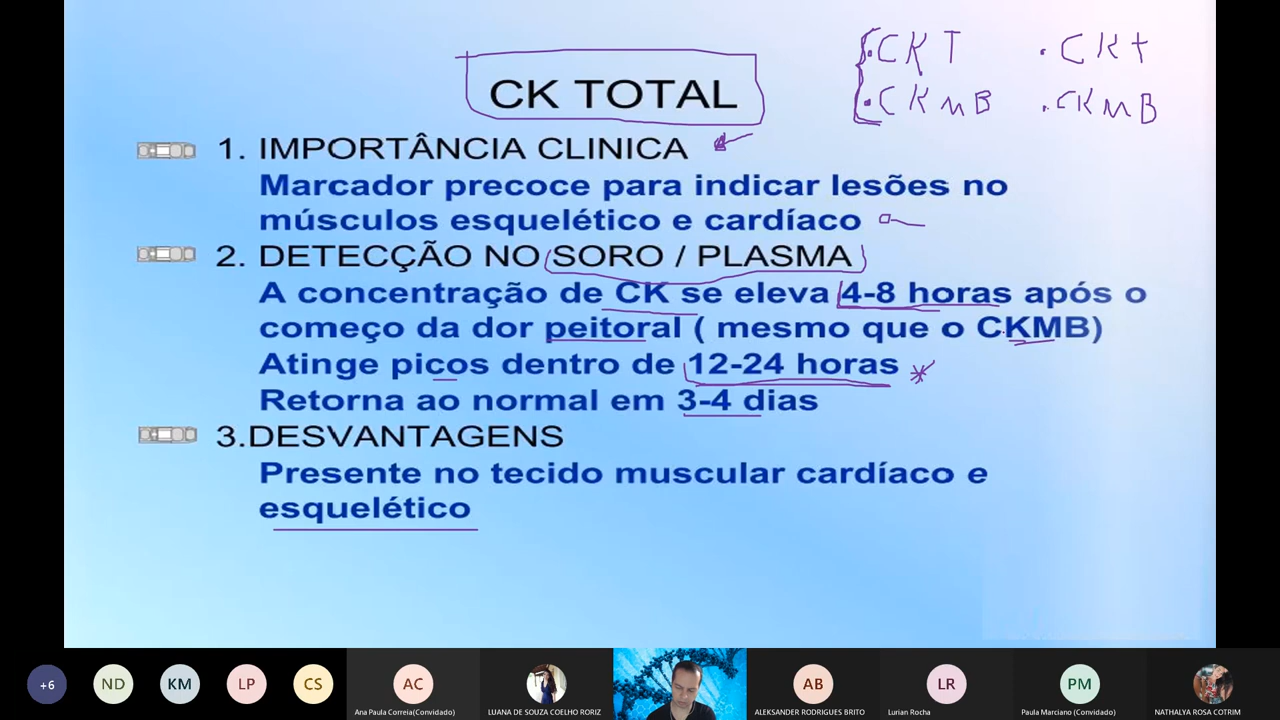 CK TOTAL
.CKT .CKt
.CKMB .CKMB
1. IMPORTÂNCIA CLINICA
Marcador precoce para indicar lesões no
músculos esquelético e cardíaco
2. DETECÇÃO NO SORO / PLASMA
A concentração de CK se eleva 4-8 horas após o
começo da dor peitoral ( mesmo que o CKMB)
Atinge picos dentro de 12-24 horas *
Retorna ao normal em 3-4 dias
3.DESVANTAGENS
Presente no tecido muscular cardíaco e
esquelético
+6 ND KM LP CS AC AB LR PM
Ana Paula Correia(Convidado) LUANA DE SOUZA COELHO RORIZ ALEKSANDER RODRIGUES BRITO Lurian Rocha Paula Marciano (Convidado) NATHALYA ROSA COTRIM